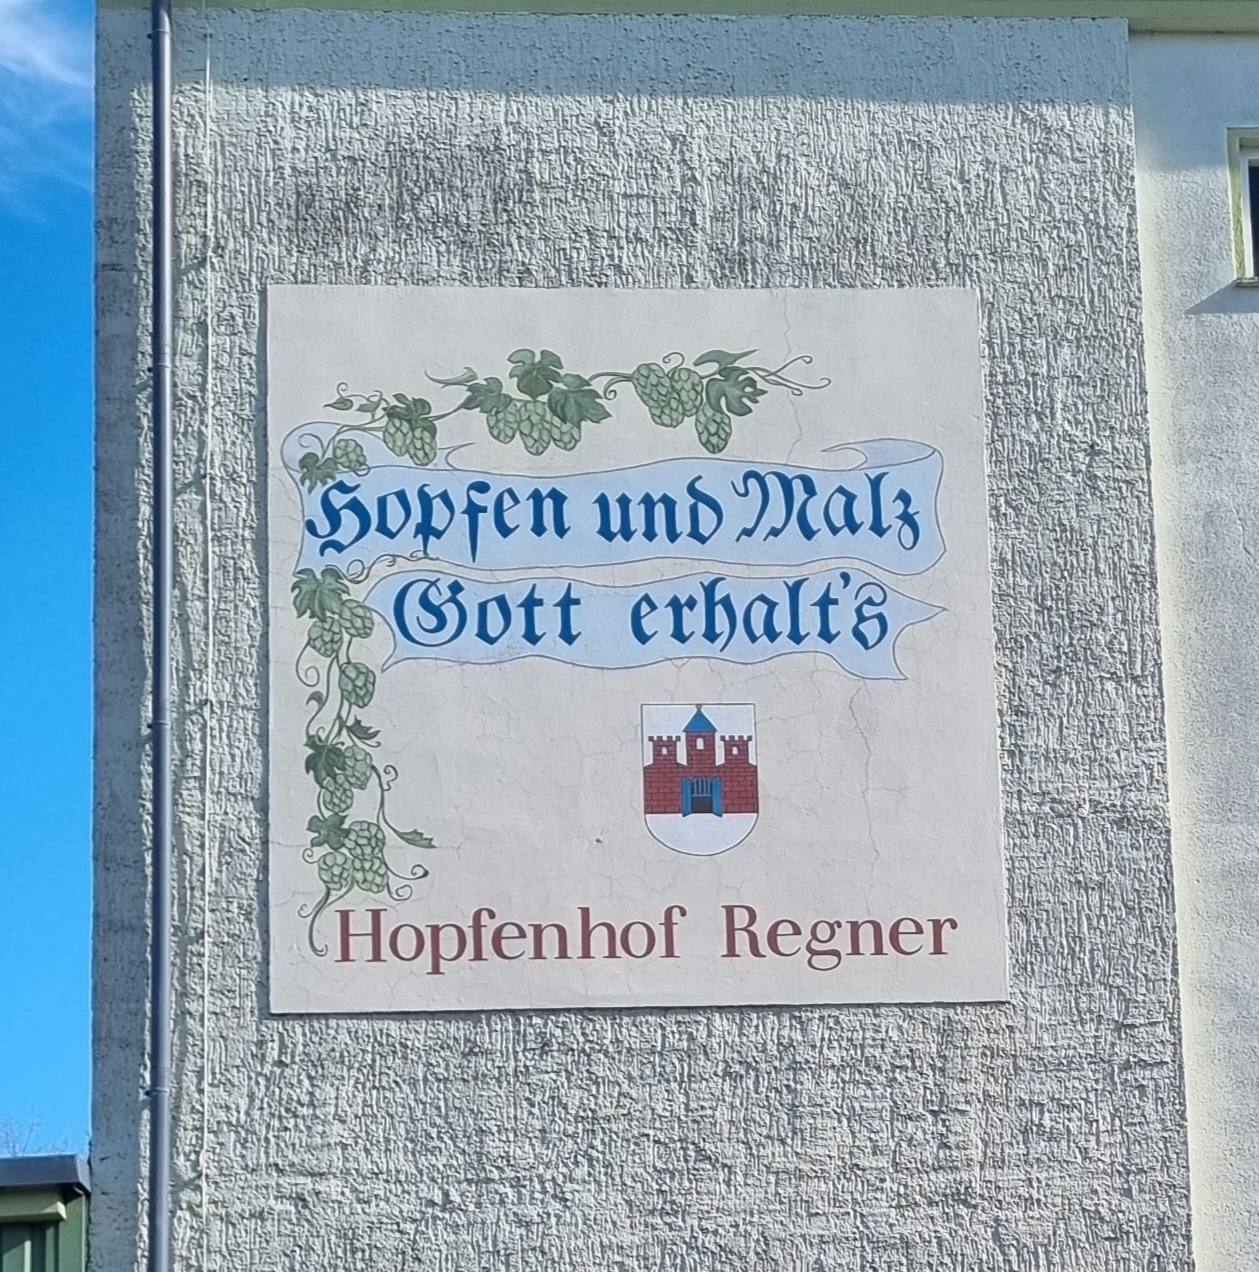 Hopfen und Malz
Gott erhalt's
Hopfenhof Regner